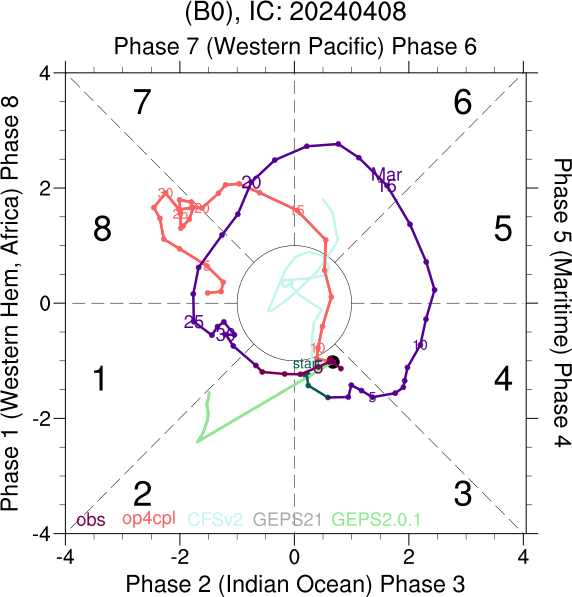 (B0), IC: 20240408
Phase 7 (Western Pacific) Phase 6
Phase 1 (Western Hem, Africa) Phase 8
Phase 5 (Maritime) Phase 4
4
2
0
-2
-4
7
6
8
5
1
4
2
3
Mar
15
20
30
25
20
5
5
25
30
10
10
start
5
5
obs op4cpl CFSv2 GEPS21 GEPS2.0.1
-4 -2 0 2 4
Phase 2 (Indian Ocean) Phase 3